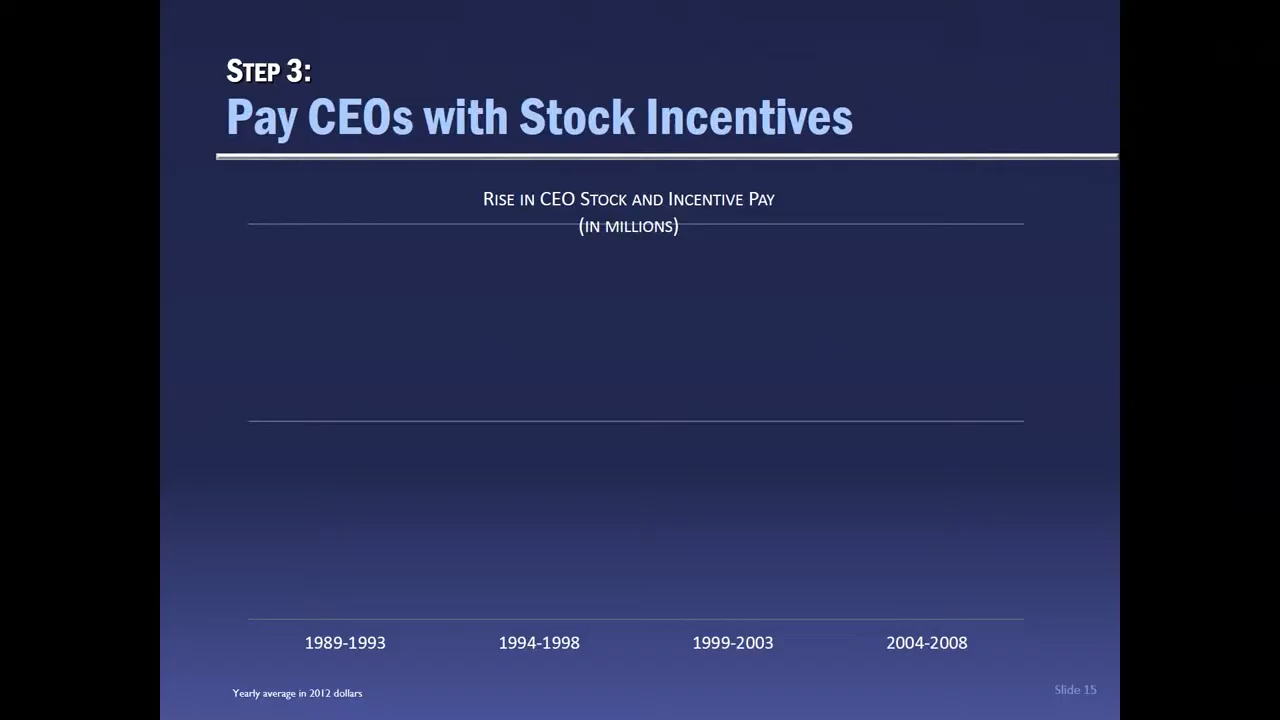 STEP 3:
Pay CEOs with Stock Incentives
RISE IN CEO STOCK AND INCENTIVE PAY
(IN MILLIONS)
1989-1993 1994-1998 1999-2003 2004-2008
Yearly average in 2012 dollars
Slide 15